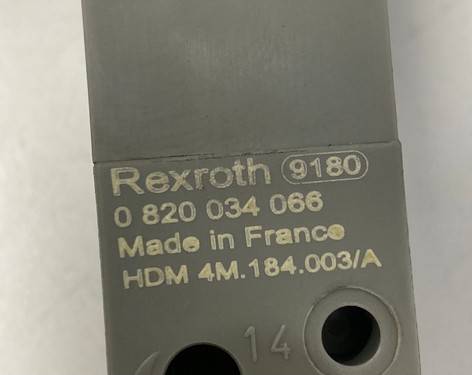 Rexroth 9180
0 820 034 066
Made in France
HDM 4M.184.003/A
14